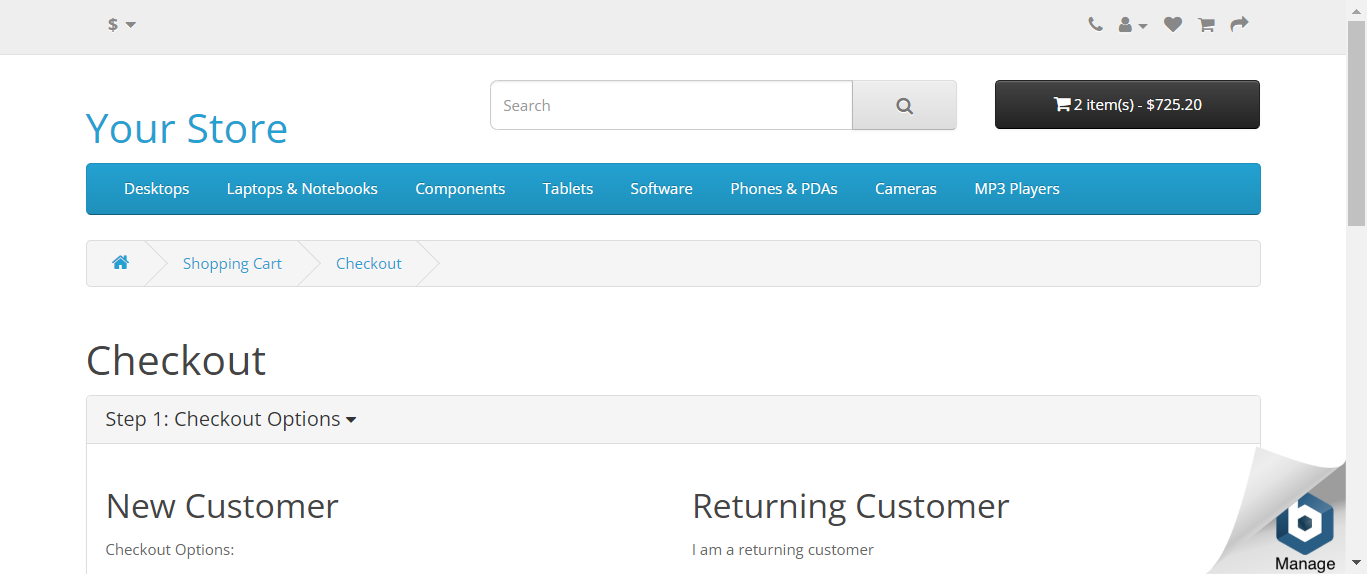 $
Search
2 item(s) - $725.20
Your Store
Desktops Laptops & Notebooks Components Tablets Software Phones & PDAs Cameras MP3 Players
Shopping Cart Checkout
Checkout
Step 1: Checkout Options
New Customer
Returning Customer
Checkout Options:
I am a returning customer
Manage